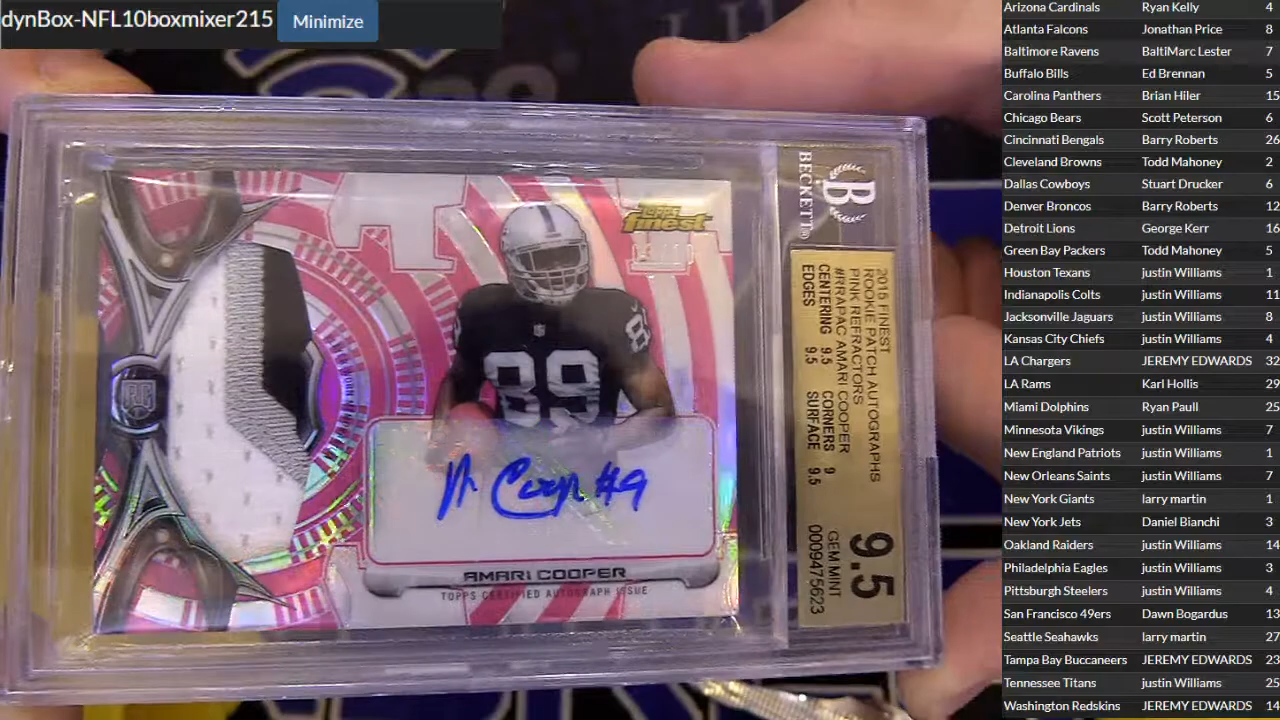 dynBox-NFL10boxmixer215 Minimize
TOPPS finest
89
89
RC
A Cooper #9
AMARI COOPER
TOPPS CERTIFIED AUTOGRAPH ISSUE
B
BECKETT
2015 FINEST
ROOKIE PATCH AUTOGRAPHS
PINK REFRACTORS
#RRAPAC AMARI COOPER
CENTERING 9.5 CORNERS 9
EDGES 9.5 SURFACE 9.5
9.5
GEM MINT
0009475623
Arizona Cardinals Ryan Kelly 4
Atlanta Falcons Jonathan Price 8
Baltimore Ravens BaltiMarc Lester 7
Buffalo Bills Ed Brennan 5
Carolina Panthers Brian Hiler 15
Chicago Bears Scott Peterson 6
Cincinnati Bengals Barry Roberts 26
Cleveland Browns Todd Mahoney 2
Dallas Cowboys Stuart Drucker 6
Denver Broncos Barry Roberts 12
Detroit Lions George Kerr 16
Green Bay Packers Todd Mahoney 5
Houston Texans justin Williams 1
Indianapolis Colts justin Williams 11
Jacksonville Jaguars justin Williams 8
Kansas City Chiefs justin Williams 4
LA Chargers JEREMY EDWARDS 32
LA Rams Karl Hollis 29
Miami Dolphins Ryan Paull 25
Minnesota Vikings justin Williams 7
New England Patriots justin Williams 1
New Orleans Saints justin Williams 7
New York Giants larry martin 1
New York Jets Daniel Bianchi 3
Oakland Raiders justin Williams 14
Philadelphia Eagles justin Williams 3
Pittsburgh Steelers justin Williams 4
San Francisco 49ers Dawn Bogardus 13
Seattle Seahawks larry martin 27
Tampa Bay Buccaneers JEREMY EDWARDS 23
Tennessee Titans justin Williams 25
Washington Redskins JEREMY EDWARDS 14